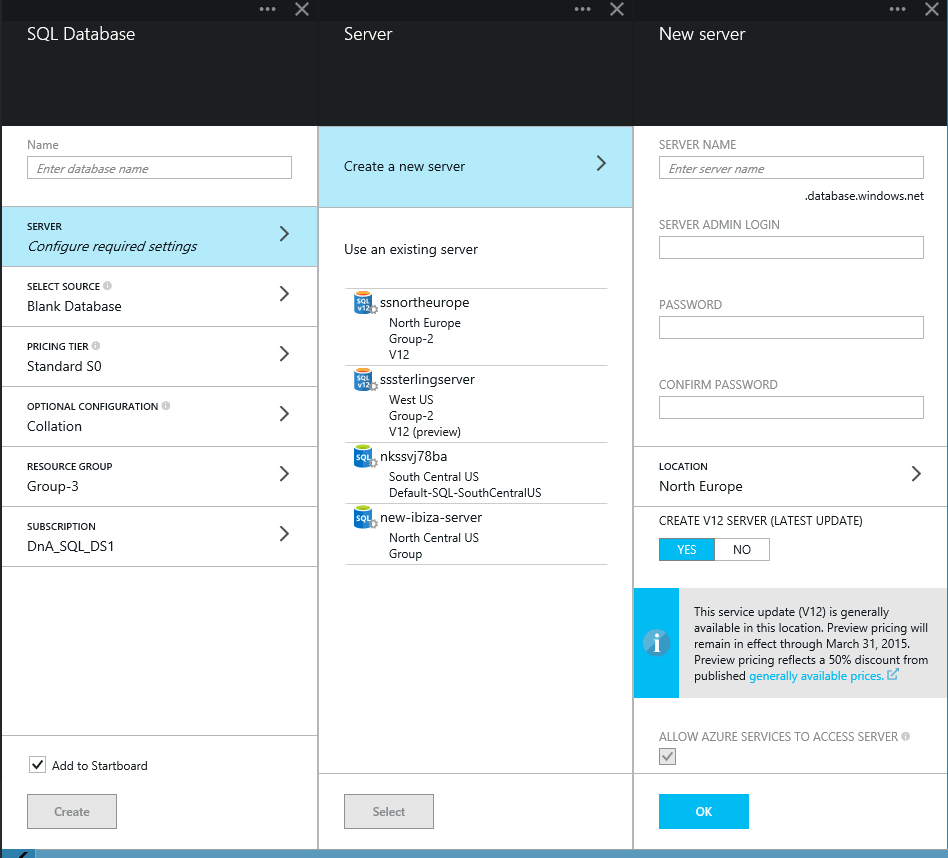 SQL Database
Name
Enter database name
SERVER
Configure required settings
SELECT SOURCE
Blank Database
PRICING TIER
Standard S0
OPTIONAL CONFIGURATION
Collation
RESOURCE GROUP
Group-3
SUBSCRIPTION
DnA_SQL_DS1
Add to Startboard
Create
Server
Create a new server
Use an existing server
SQL V12
ssnortheurope
North Europe
Group-2
V12
SQL V12
sssterlingserver
West US
Group-2
V12 (preview)
SQL
nkssvj78ba
South Central US
Default-SQL-SouthCentralUS
SQL
new-ibiza-server
North Central US
Group
Select
New server
SERVER NAME
Enter server name
.database.windows.net
SERVER ADMIN LOGIN
PASSWORD
CONFIRM PASSWORD
LOCATION
North Europe
CREATE V12 SERVER (LATEST UPDATE)
YES NO
This service update (V12) is generally
available in this location. Preview pricing will
remain in effect through March 31, 2015.
Preview pricing reflects a 50% discount from
published generally available prices.
ALLOW AZURE SERVICES TO ACCESS SERVER
OK